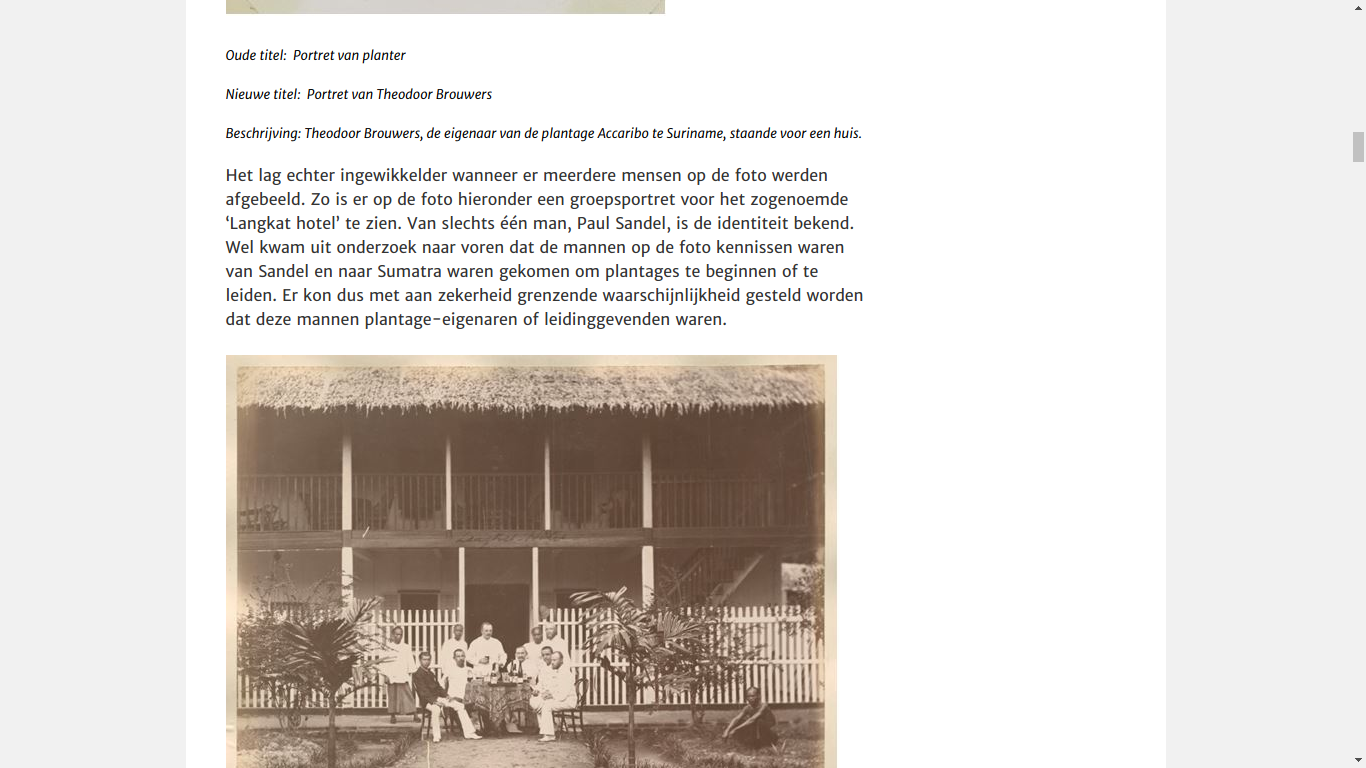 Oude titel:  Portret van planter
Nieuwe titel:  Portret van Theodoor Brouwers
Beschrijving: Theodoor Brouwers, de eigenaar van de plantage Accaribo te Suriname, staande voor een huis.
Het lag echter ingewikkelder wanneer er meerdere mensen op de foto werden
afgebeeld. Zo is er op de foto hieronder een groepsportret voor het zogenoemde
‘Langkat hotel’ te zien. Van slechts één man, Paul Sandel, is de identiteit bekend.
Wel kwam uit onderzoek naar voren dat de mannen op de foto kennissen waren
van Sandel en naar Sumatra waren gekomen om plantages te beginnen of te
leiden. Er kon dus met aan zekerheid grenzende waarschijnlijkheid gesteld worden
dat deze mannen plantage-eigenaren of leidinggevenden waren.